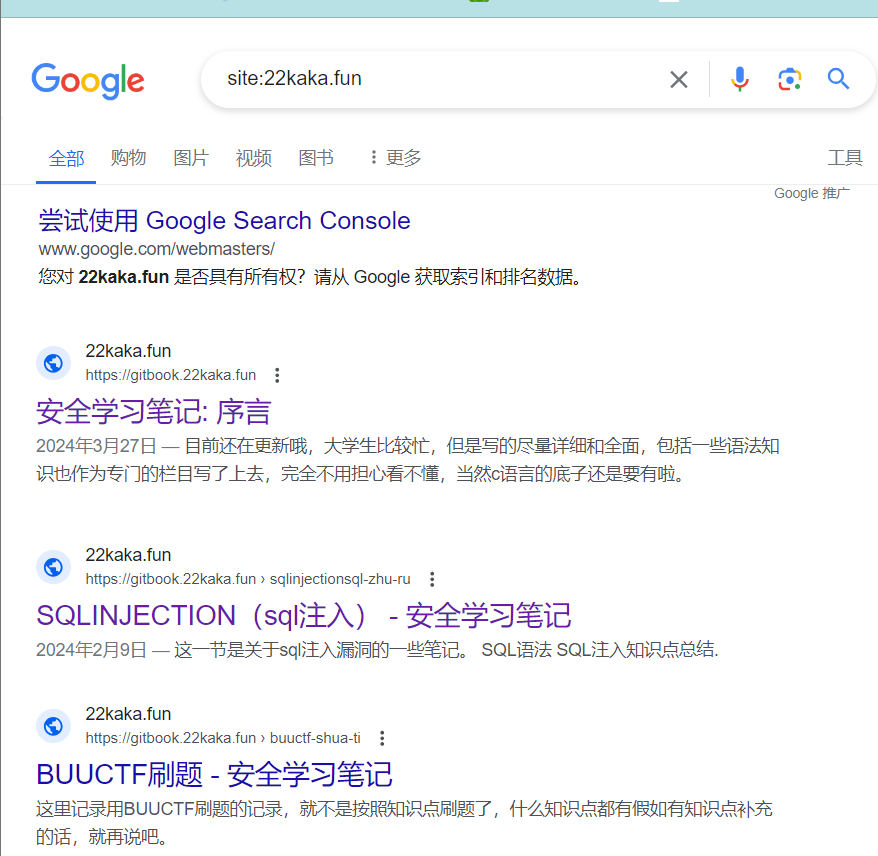 Google
site:22kaka.fun
全部 购物 图片 视频 图书 更多 工具
Google 推广
尝试使用 Google Search Console
www.google.com/webmasters/
您对 22kaka.fun 是否具有所有权？请从 Google 获取索引和排名数据。
22kaka.fun
https://gitbook.22kaka.fun
安全学习笔记: 序言
2024年3月27日 — 目前还在更新哦，大学生比较忙，但是写的尽量详细和全面，包括一些语法知
识也作为专门的栏目写了上去，完全不用担心看不懂，当然c语言的底子还是要有啦。
22kaka.fun
https://gitbook.22kaka.fun › sqlinjectionsql-zhu-ru
SQLINJECTION（sql注入） - 安全学习笔记
2024年2月9日 — 这一节是关于sql注入漏洞的一些笔记。 SQL语法 SQL注入知识点总结.
22kaka.fun
https://gitbook.22kaka.fun › buuctf-shua-ti
BUUCTF刷题 - 安全学习笔记
这里记录用BUUCTF刷题的记录，就不是按照知识点刷题了，什么知识点都有假如有知识点补充
的话，就再说吧。